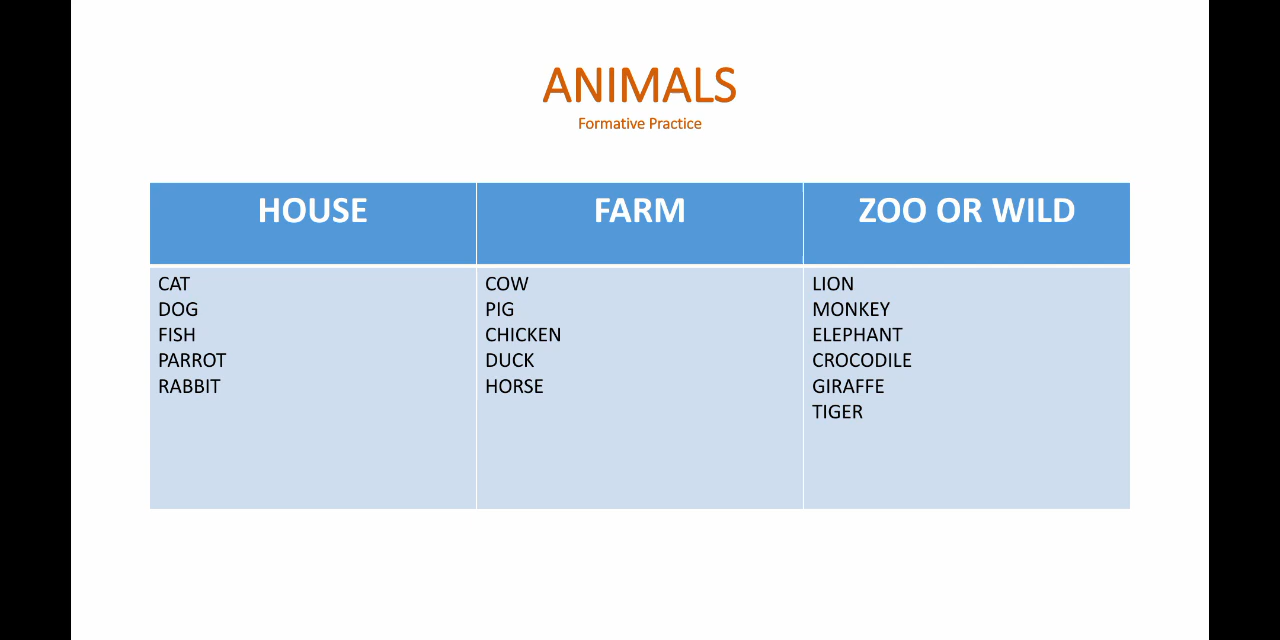 ANIMALS
Formative Practice
HOUSE
FARM
ZOO OR WILD
CAT
DOG
FISH
PARROT
RABBIT
COW
PIG
CHICKEN
DUCK
HORSE
LION
MONKEY
ELEPHANT
CROCODILE
GIRAFFE
TIGER